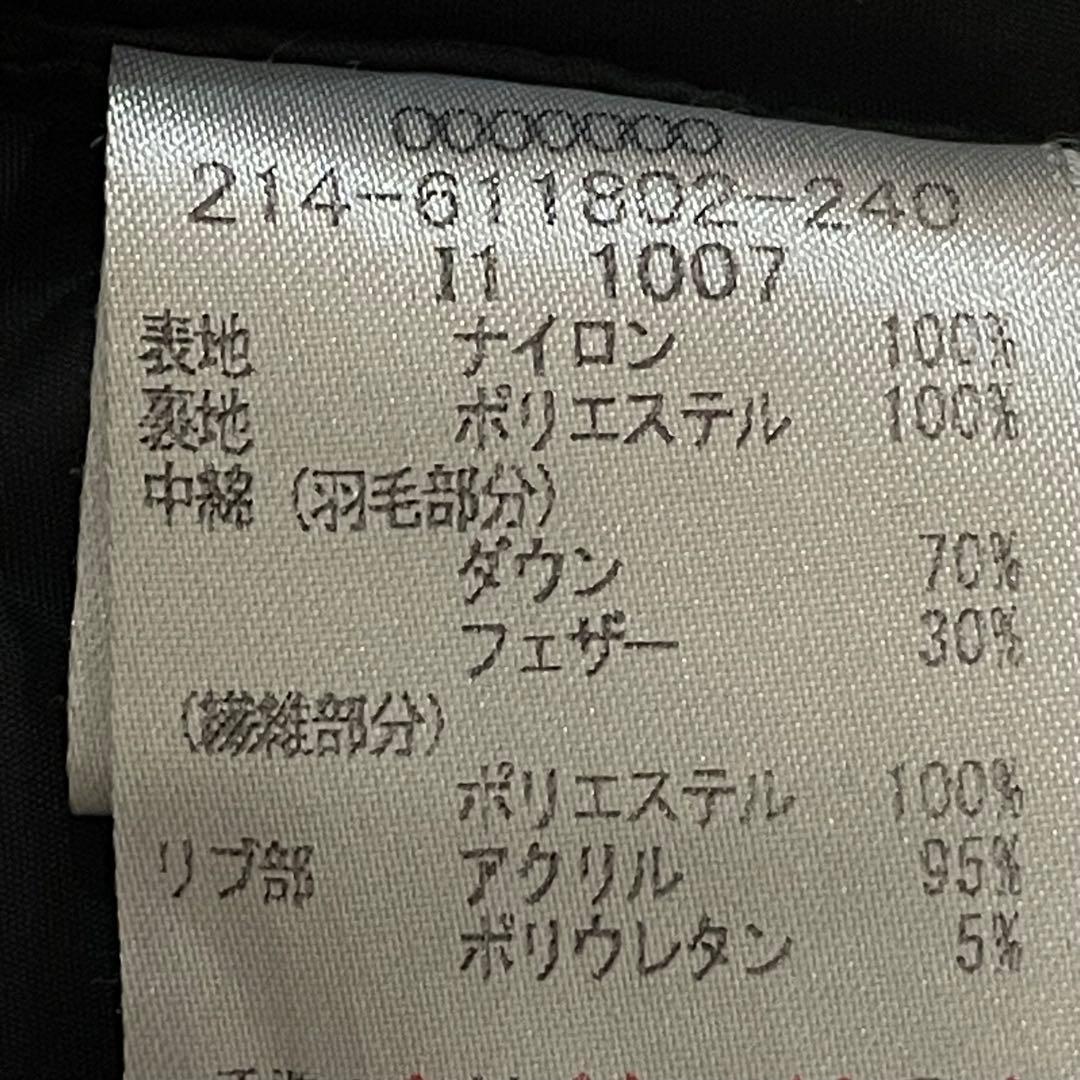 0000000
214-611802-240
I1 1007
表地 ナイロン 100%
裏地 ポリエステル 100%
中綿 (羽毛部分)
ダウン 70%
フェザー 30%
(繊維部分)
ポリエステル 100%
リブ部 アクリル 95%
ポリウレタン 5%